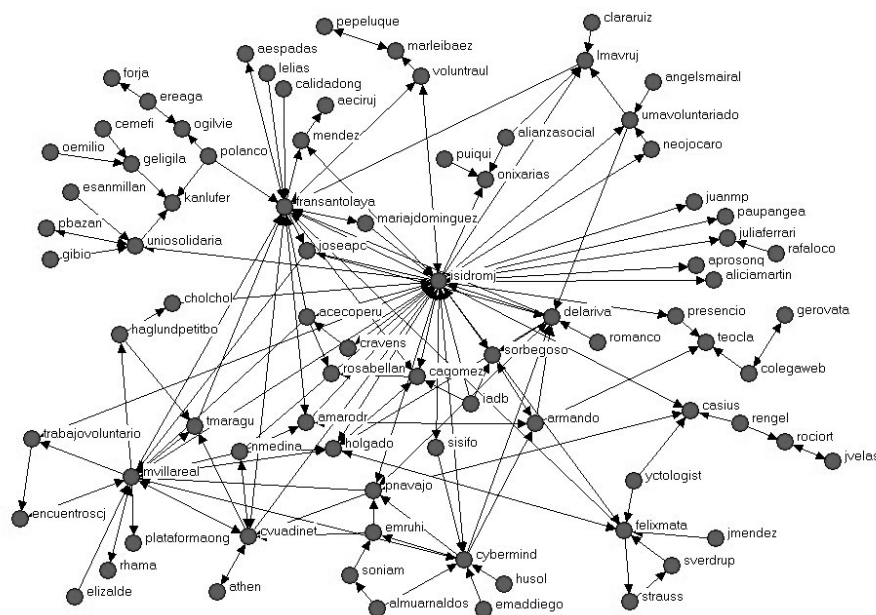 clararuiz
pepeluque
aespadas
marleibaez
lmavruj
lelias
forja
voluntraul
calidadong
angelsmairal
ereaga
aeciruj
cemefi
ogilvie
umavoluntariado
mendez
alianzasocial
oemilio
polanco
puiqui
neojocaro
geligila
onixarias
esanmillan
kanlufer
fransantolaya
juanmp
mariajdominguez
paupangea
pbazan
juliaferrari
uniosolidaria
joseapc
rafaloco
gibio
aprosonq
isidromj
aliciamartin
cholchol
acecoperu
delariva
presencio
gerovata
haglundpetitbo
cravens
romanco
teocla
sorbegoso
rosabellan
cagomez
colegaweb
iadb
casius
tmaragu
amarodr
armando
rengel
trabajovoluntario
nmedina
holgado
sisifo
rociort
jvelas
mvillareal
yctologist
pnavajo
encuentroscj
plataformaong
cvuadinet
emruhi
felixmata
jmendez
rhama
cybermind
sverdrup
soniam
athen
husol
elizalde
almuarnaldos
emaddiego
strauss